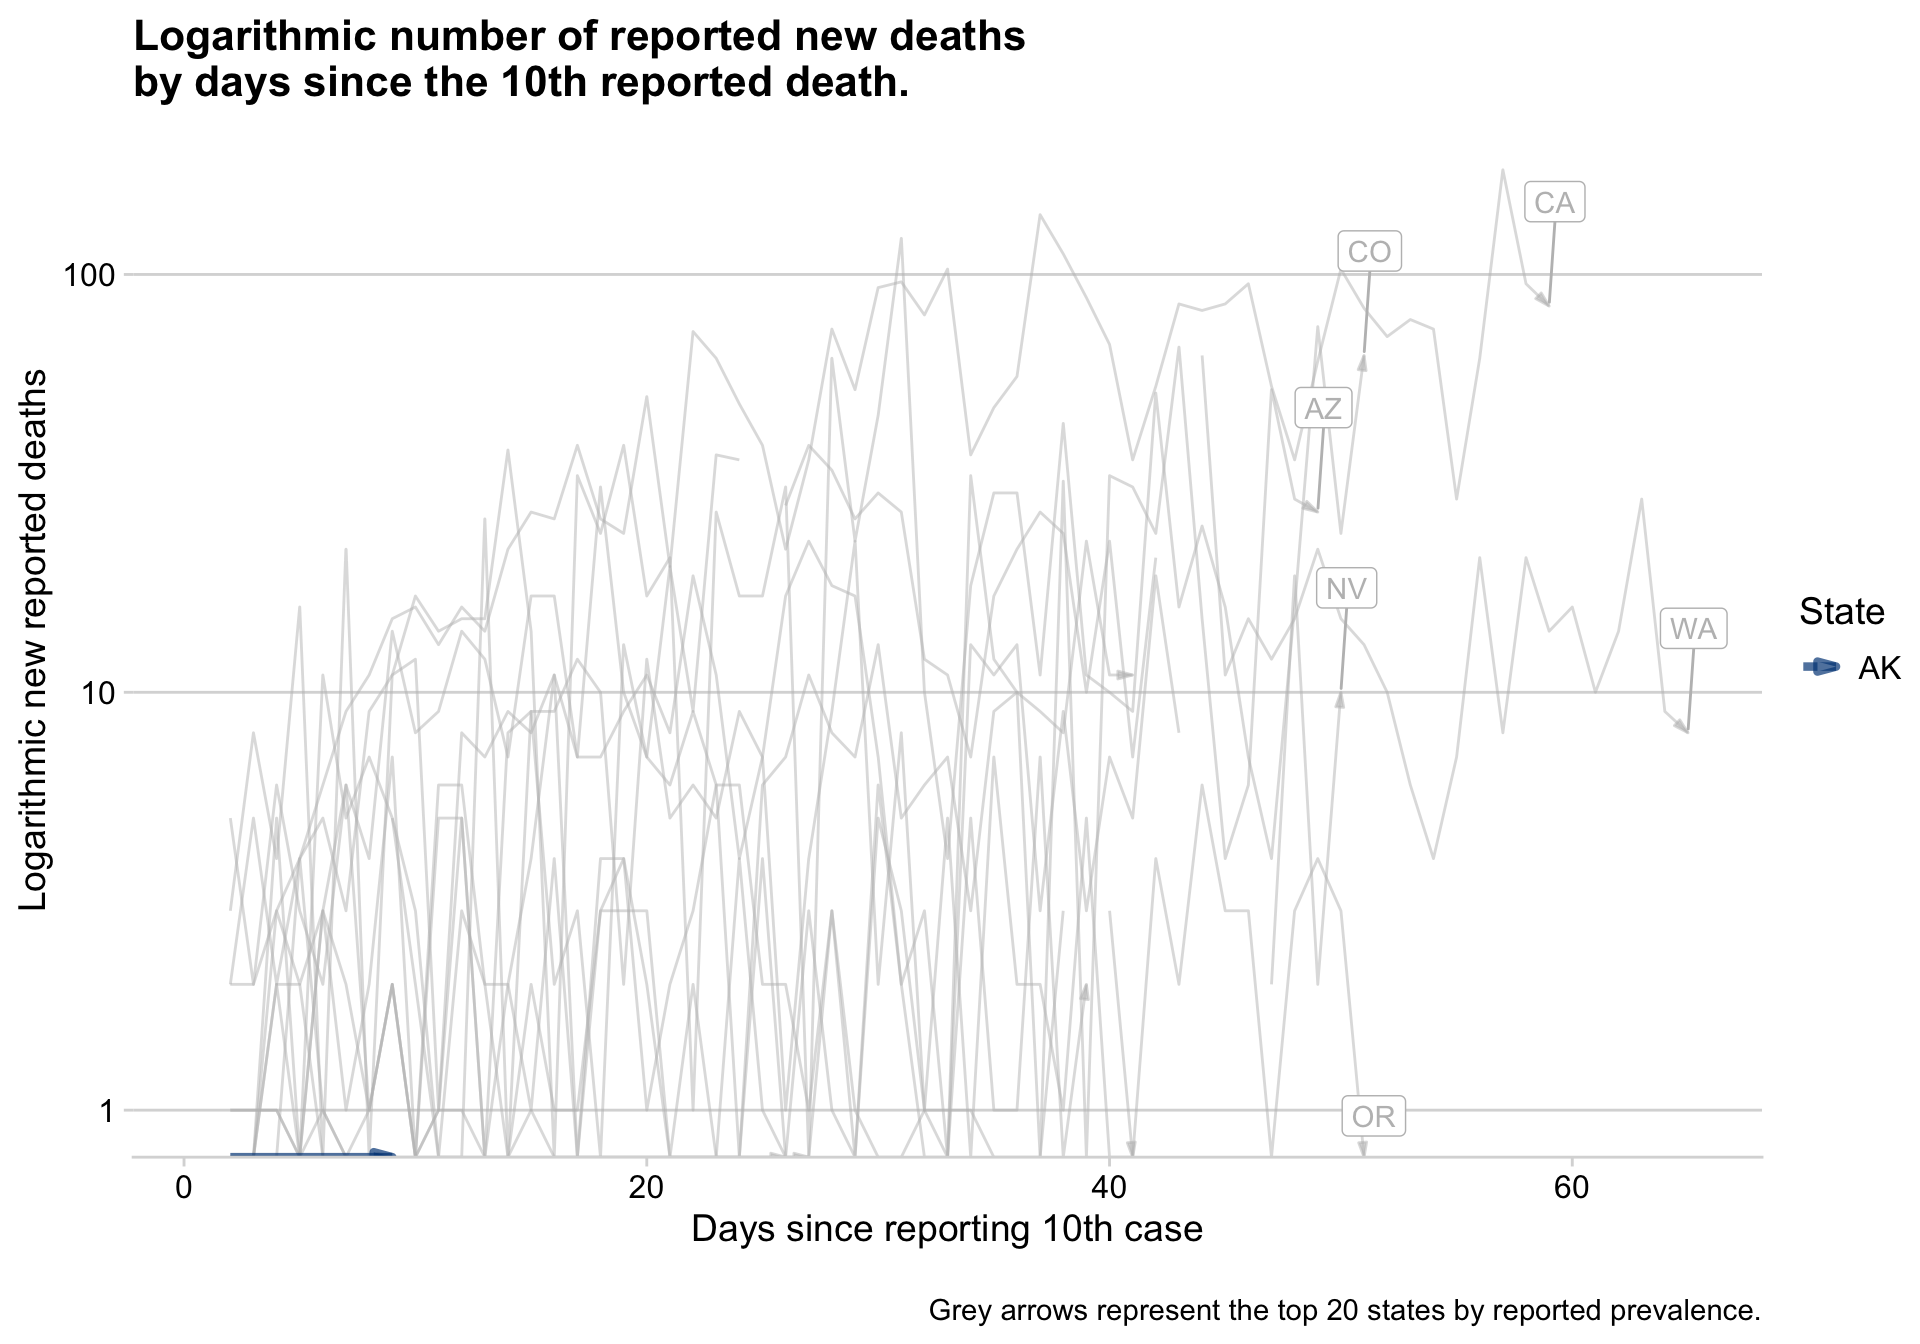 Logarithmic number of reported new deaths
by days since the 10th reported death.
CA
CO
100
AZ
NV
State
WA
AK
10
Logarithmic new reported deaths
1
OR
0
20
40
60
Days since reporting 10th case
Grey arrows represent the top 20 states by reported prevalence.